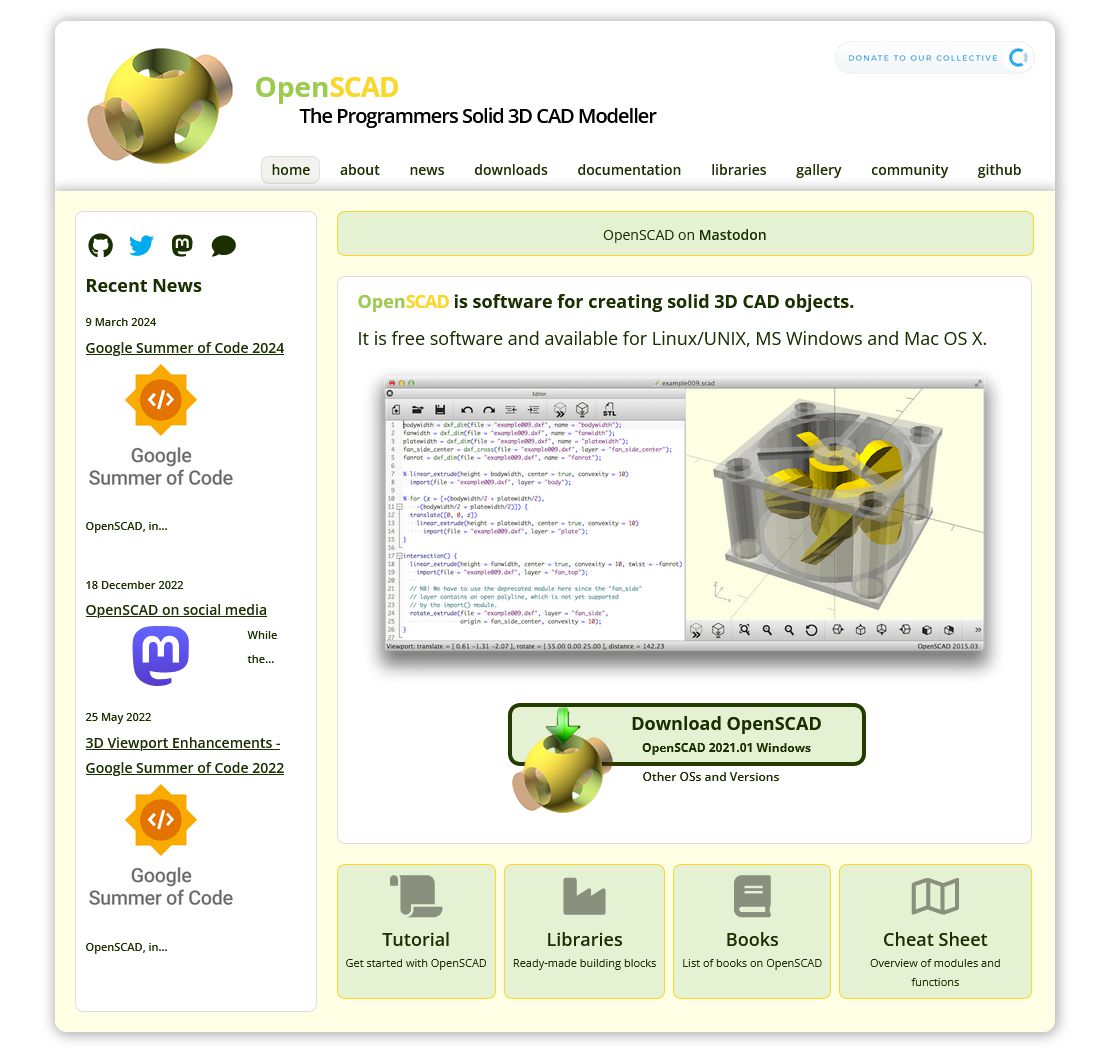 DONATE TO OUR COLLECTIVE
OpenSCAD
The Programmers Solid 3D CAD Modeller
home about news downloads documentation libraries gallery community github
Recent News
9 March 2024
Google Summer of Code 2024
Google
Summer of Code
OpenSCAD, in...
18 December 2022
OpenSCAD on social media
While
the...
25 May 2022
3D Viewport Enhancements -
Google Summer of Code 2022
Google
Summer of Code
OpenSCAD, in...
OpenSCAD on Mastodon
OpenSCAD is software for creating solid 3D CAD objects.
It is free software and available for Linux/UNIX, MS Windows and Mac OS X.
example009.scad
Editor
STL
1 bodywidth = dxf_dim(file = "example009.dxf", name = "bodywidth");
2 fanwidth = dxf_dim(file = "example009.dxf", name = "fanwidth");
3 platewidth = dxf_dim(file = "example009.dxf", name = "platewidth");
4 fan_side_center = dxf_cross(file = "example009.dxf", layer = "fan_side_center");
5 fanrot = dxf_dim(file = "example009.dxf", name = "fanrot");
6
7 % linear_extrude(height = bodywidth, center = true, convexity = 10)
8 import(file = "example009.dxf", layer = "body");
9
10 % for (z = [+(bodywidth/2 + platewidth/2),
11 -(bodywidth/2 + platewidth/2)]) {
12 translate([0, 0, z])
13 linear_extrude(height = platewidth, center = true, convexity = 10)
14 import(file = "example009.dxf", layer = "plate");
15 }
16
17 intersection() {
18 linear_extrude(height = fanwidth, center = true, convexity = 10, twist = -fanrot)
19 import(file = "example009.dxf", layer = "fan_top");
20
21 // NB! We have to use the deprecated module here since the "fan_side"
22 // layer contains an open polyline, which is not yet supported
23 // by the import() module.
24 rotate_extrude(file = "example009.dxf", layer = "fan_side",
25 origin = fan_side_center, convexity = 10);
26 }
27
Viewport: translate = [ 0.61 -1.31 -2.07 ], rotate = [ 55.00 0.00 25.00 ], distance = 142.23
OpenSCAD 2015.03
Download OpenSCAD
OpenSCAD 2021.01 Windows
Other OSs and Versions
Tutorial
Get started with OpenSCAD
Libraries
Ready-made building blocks
Books
List of books on OpenSCAD
Cheat Sheet
Overview of modules and
functions